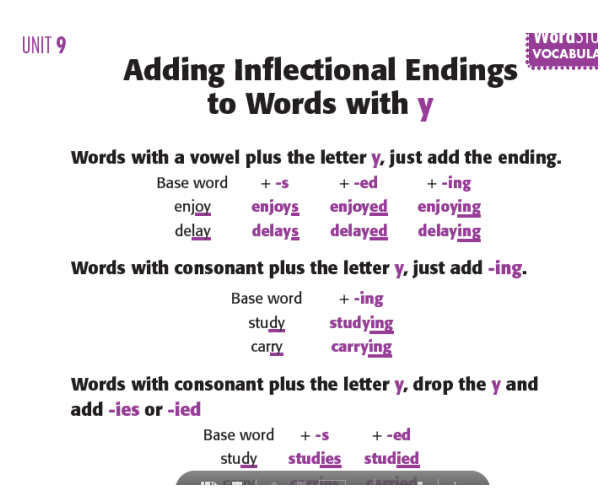 UNIT 9
VOCABULA
Adding Inflectional Endings
to Words with y
Words with a vowel plus the letter y, just add the ending.
Base word + -s + -ed + -ing
enjoy enjoys enjoyed enjoying
delay delays delayed delaying
Words with consonant plus the letter y, just add -ing.
Base word + -ing
study studying
carry carrying
Words with consonant plus the letter y, drop the y and
add -ies or -ied
Base word + -s + -ed
study studies studied